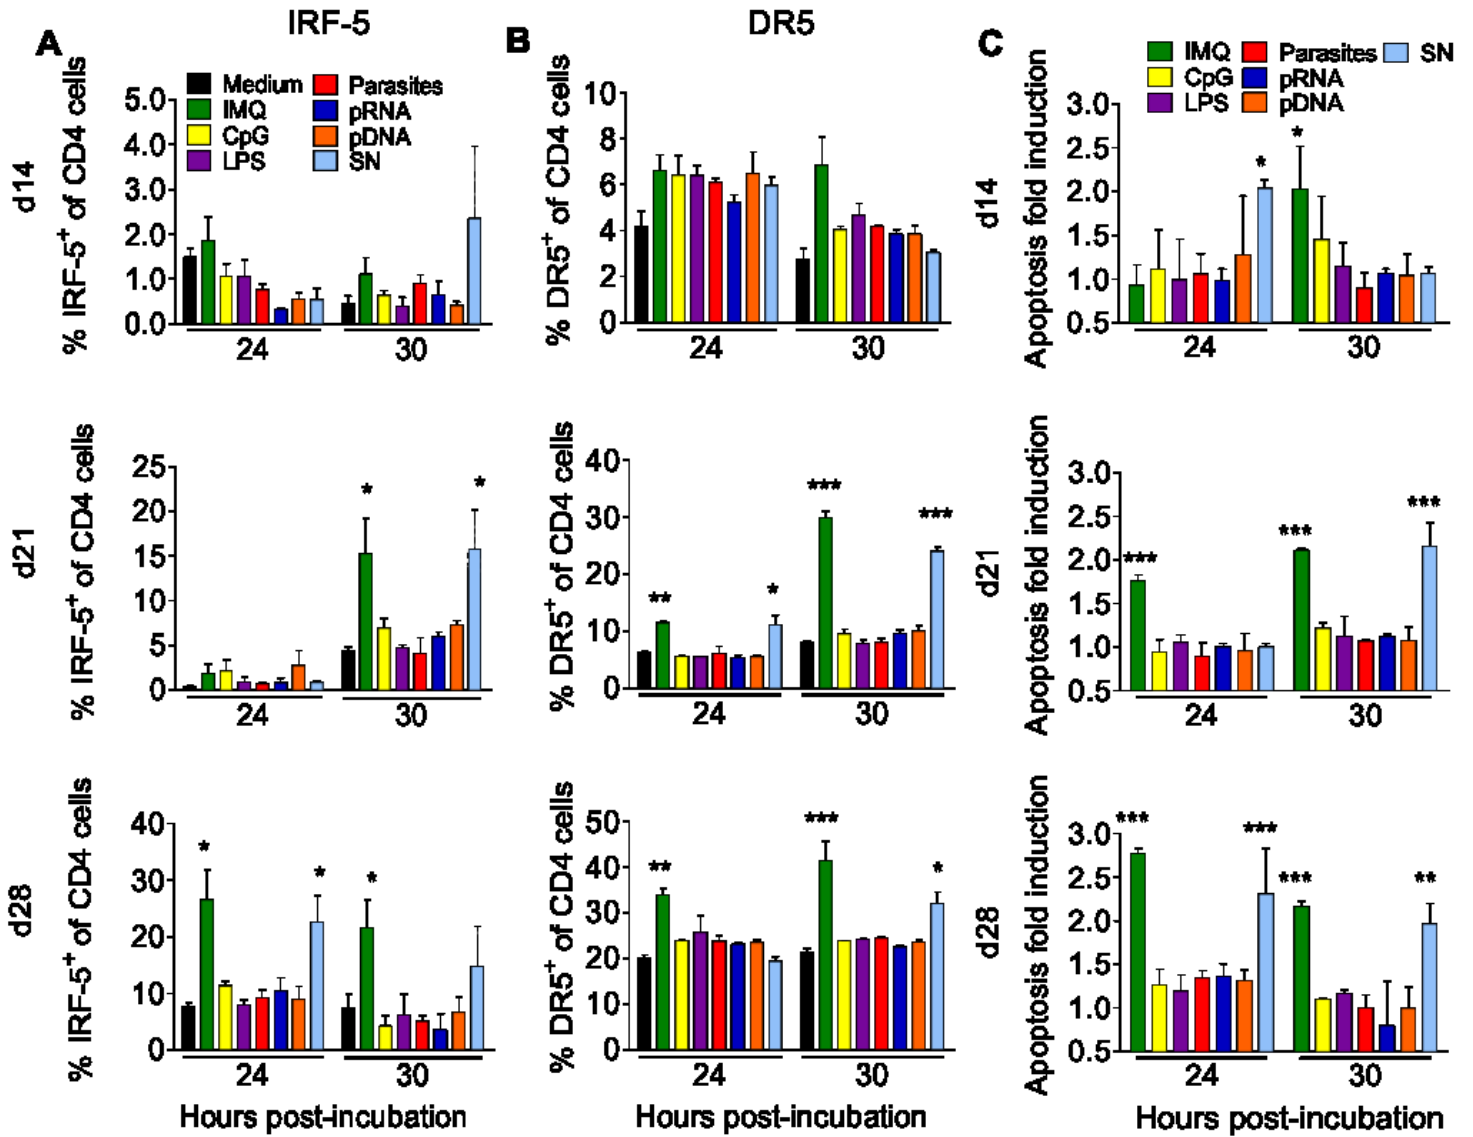 IRF-5
DR5
A
B
C
Medium
Parasites
IMQ
pRNA
CpG
pDNA
LPS
SN
IMQ
Parasites
SN
CpG
pRNA
LPS
pDNA
d14
% IRF-5+ of CD4 cells
5.0
4.0
3.0
2.0
1.0
0.0
24
30
% DR5+ of CD4 cells
10
8
6
4
2
0
24
30
d14
Apoptosis fold induction
3.0
2.5
2.0
1.5
1.0
0.5
* *
24
30
d21
% IRF-5+ of CD4 cells
25
20
15
10
5
0
* *
24
30
% DR5+ of CD4 cells
40
30
20
10
0
** * *** ***
24
30
d21
Apoptosis fold induction
3.0
2.5
2.0
1.5
1.0
0.5
*** *** ***
24
30
d28
% IRF-5+ of CD4 cells
40
30
20
10
0
* * *
24
30
Hours post-incubation
% DR5+ of CD4 cells
50
40
30
20
10
0
** *** *
24
30
Hours post-incubation
d28
Apoptosis fold induction
3.0
2.5
2.0
1.5
1.0
0.5
*** *** *** **
24
30
Hours post-incubation